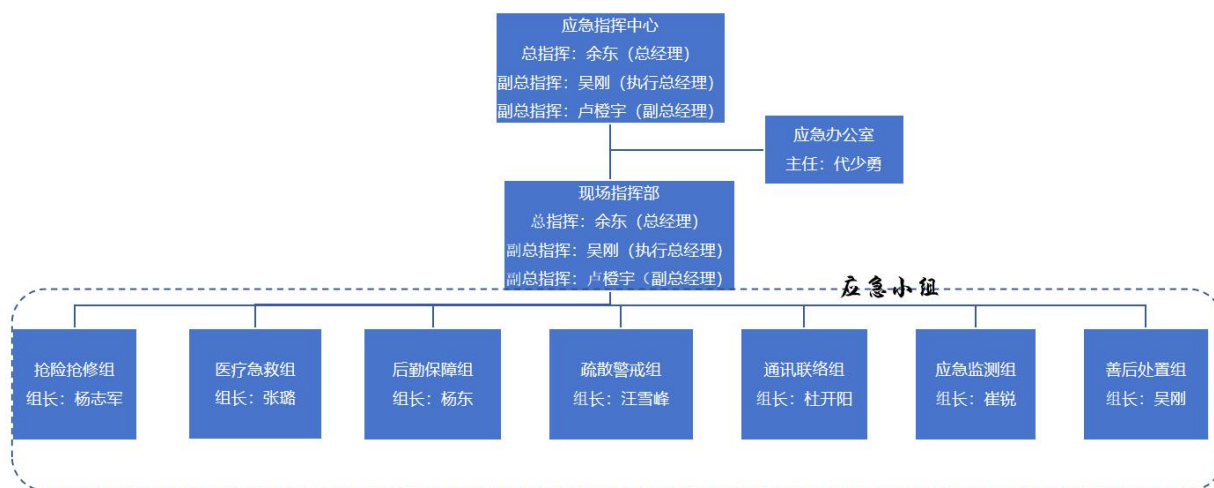 应急指挥中心
总指挥：余东（总经理）
副总指挥：吴刚（执行总经理）
副总指挥：卢橙宇（副总经理）
应急办公室
主任：代少勇
现场指挥部
总指挥：余东（总经理）
副总指挥：吴刚（执行总经理）
副总指挥：卢橙宇（副总经理）
应急小组
抢险抢修组
组长：杨志军
医疗急救组
组长：张璐
后勤保障组
组长：杨东
疏散警戒组
组长：汪雪峰
通讯联络组
组长：杜开阳
应急监测组
组长：崔锐
善后处置组
组长：吴刚